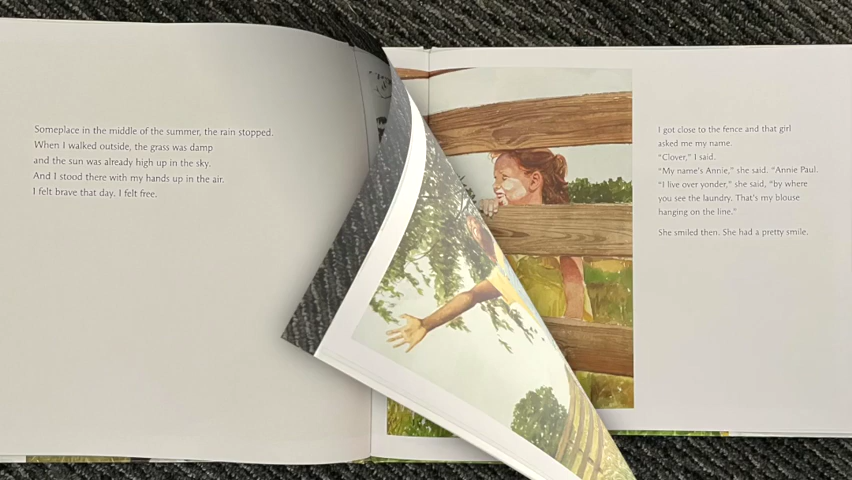 Someplace in the middle of the summer, the rain stopped.
When I walked outside, the grass was damp
and the sun was already high up in the sky.
And I stood there with my hands up in the air.
I felt brave that day. I felt free.
I got close to the fence and that girl
asked me my name.
"Clover," I said.
"My name's Annie," she said. "Annie Paul.
"I live over yonder," she said, "by where
you see the laundry. That's my blouse
hanging on the line."
She smiled then. She had a pretty smile.